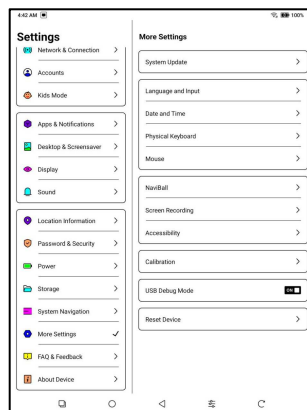 4:42 AM
100%
Settings
More Settings
Network & Connection
Accounts
Kids Mode
Apps & Notifications
Desktop & Screensaver
Display
Sound
Location Information
Password & Security
Power
Storage
System Navigation
More Settings
FAQ & Feedback
About Device
System Update
Language and Input
Date and Time
Physical Keyboard
Mouse
NaviBall
Screen Recording
Accessibility
Calibration
USB Debug Mode
ON
Reset Device